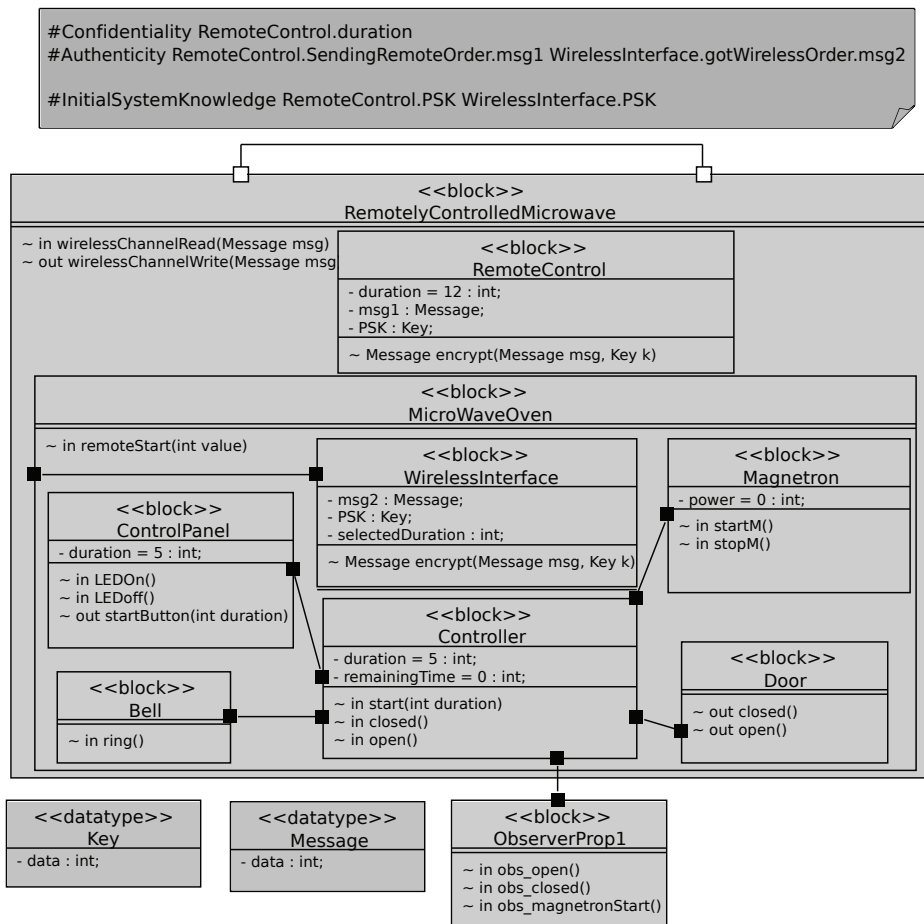 #Confidentiality RemoteControl.duration
#Authenticity RemoteControl.SendingRemoteOrder.msg1 WirelessInterface.gotWirelessOrder.msg2
#InitialSystemKnowledge RemoteControl.PSK WirelessInterface.PSK
<<block>>
RemotelyControlledMicrowave
~ in wirelessChannelRead(Message msg)
~ out wirelessChannelWrite(Message msg
<<block>>
RemoteControl
- duration = 12 : int;
- msg1 : Message;
- PSK : Key;
~ Message encrypt(Message msg, Key k)
<<block>>
MicroWaveOven
~ in remoteStart(int value)
<<block>>
WirelessInterface
- msg2 : Message;
- PSK : Key;
- selectedDuration : int;
~ Message encrypt(Message msg, Key k)
<<block>>
Magnetron
- power = 0 : int;
~ in startM()
~ in stopM()
<<block>>
ControlPanel
- duration = 5 : int;
~ in LEDOn()
~ in LEDoff()
~ out startButton(int duration)
<<block>>
Controller
- duration = 5 : int;
- remainingTime = 0 : int;
~ in start(int duration)
~ in closed()
~ in open()
<<block>>
Door
~ out closed()
~ out open()
<<block>>
Bell
~ in ring()
<<datatype>>
Key
- data : int;
<<datatype>>
Message
- data : int;
<<block>>
ObserverProp1
~ in obs_open()
~ in obs_closed()
~ in obs_magnetronStart()